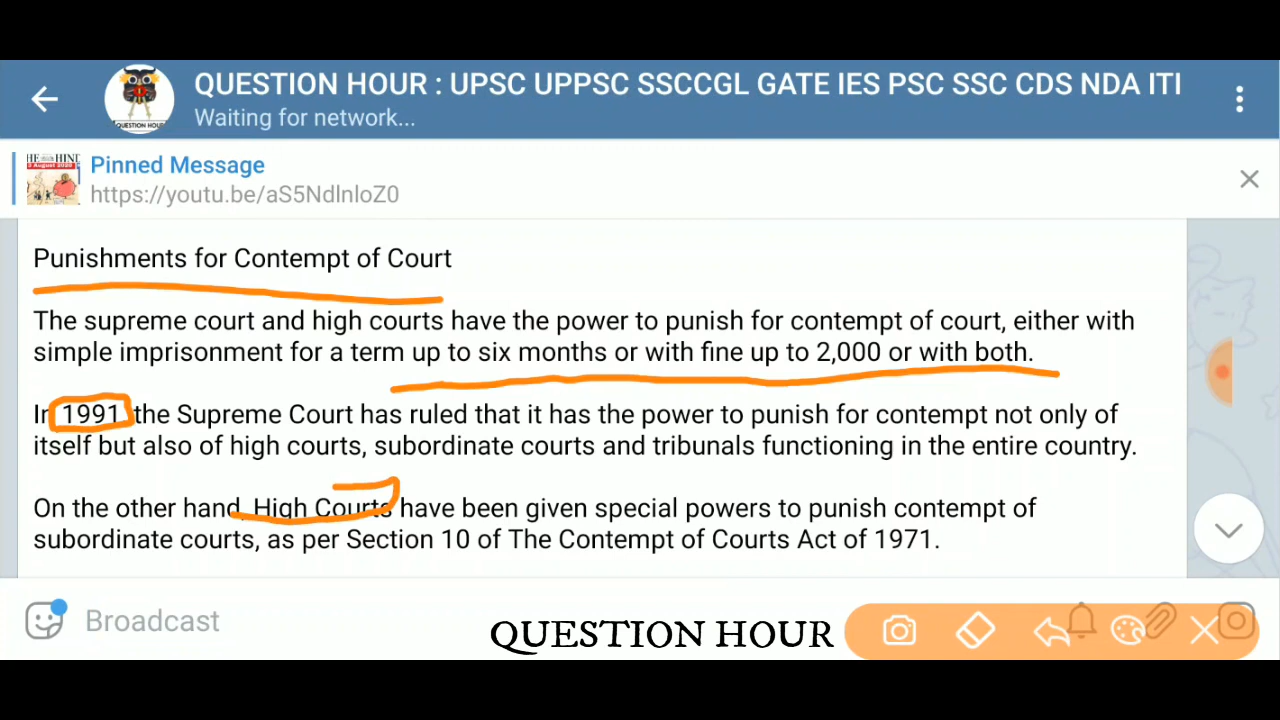 QUESTION HOUR : UPSC UPPSC SSCCGL GATE IES PSC SSC CDS NDA ITI
Waiting for network...
QUESTION HOUR
HE HIND
Pinned Message
https://youtu.be/aS5NdlnloZ0
Punishments for Contempt of Court
The supreme court and high courts have the power to punish for contempt of court, either with
simple imprisonment for a term up to six months or with fine up to 2,000 or with both.
In 1991 the Supreme Court has ruled that it has the power to punish for contempt not only of
itself but also of high courts, subordinate courts and tribunals functioning in the entire country.
On the other hand, High Courts have been given special powers to punish contempt of
subordinate courts, as per Section 10 of The Contempt of Courts Act of 1971.
Broadcast
QUESTION HOUR